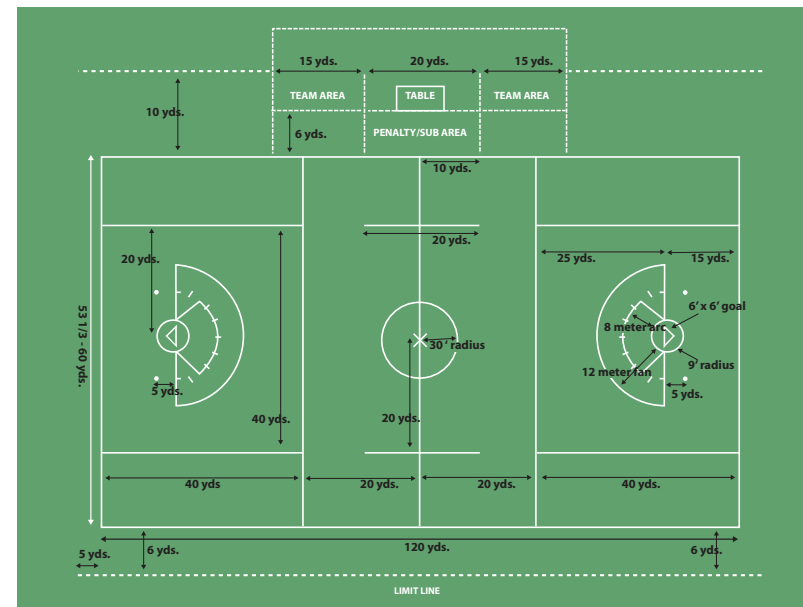 15 yds.
20 yds.
15 yds.
TEAM AREA
TABLE
TEAM AREA
10 yds.
6 yds.
PENALTY/SUB AREA
10 yds.
20 yds.
20 yds.
25 yds.
15 yds.
6’ x 6’ goal
8 meter arc
30 ’ radius
53 1/3 - 60 yds.
9’ radius
12 meter fan
5 yds.
5 yds.
40 yds.
20 yds.
40 yds
20 yds.
20 yds.
40 yds.
120 yds.
5 yds.
6 yds.
6 yds.
LIMIT LINE